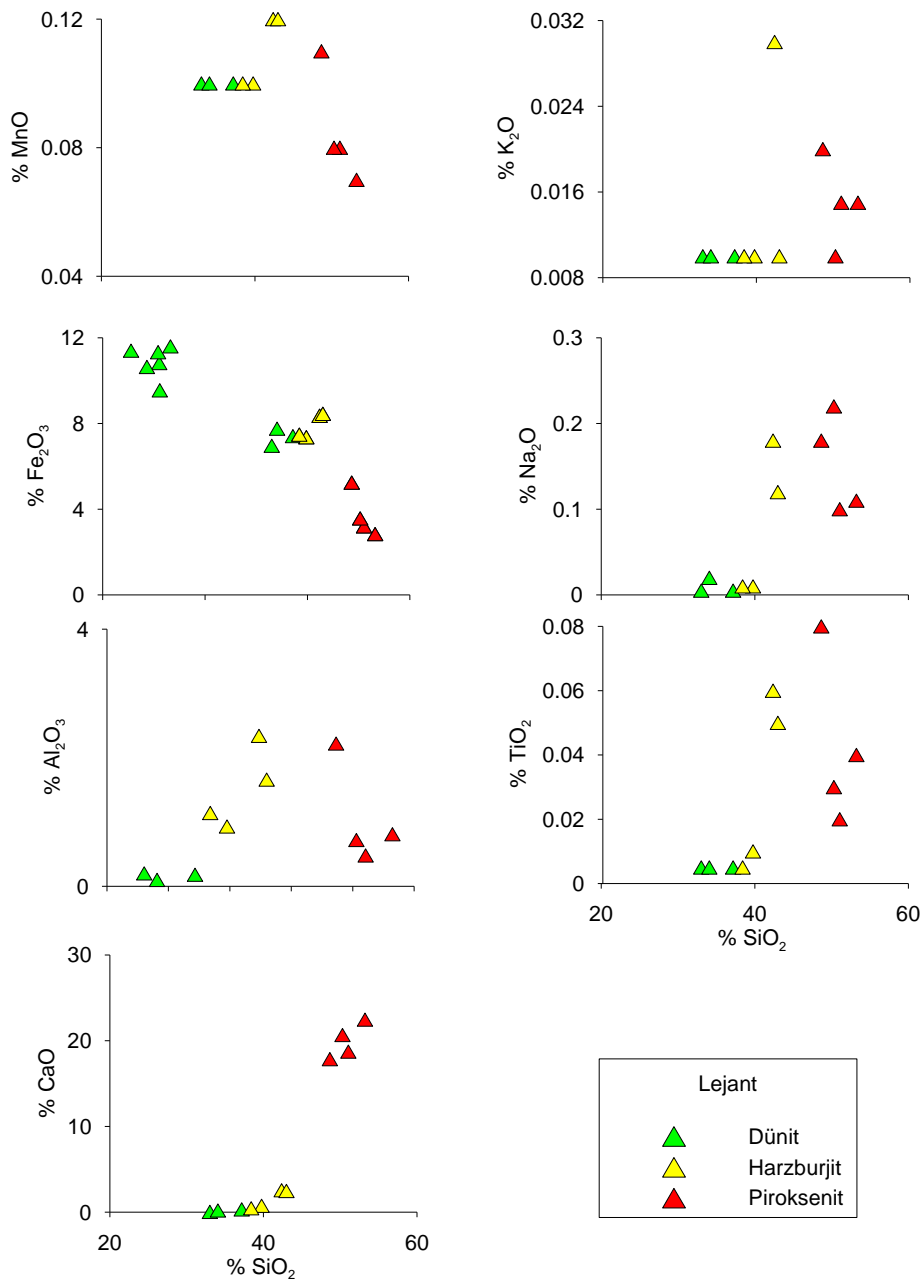 0.12
0.08
0.04
% MnO
0.032
0.024
0.016
0.008
% K₂O
12
8
4
0
% Fe₂O₃
0.3
0.2
0.1
0
% Na₂O
4
0
% Al₂O₃
0.08
0.06
0.04
0.02
0
% TiO₂
20 40 60
% SiO₂
30
20
10
0
% CaO
20 40 60
% SiO₂
Lejant
Dünit
Harzburjit
Piroksenit